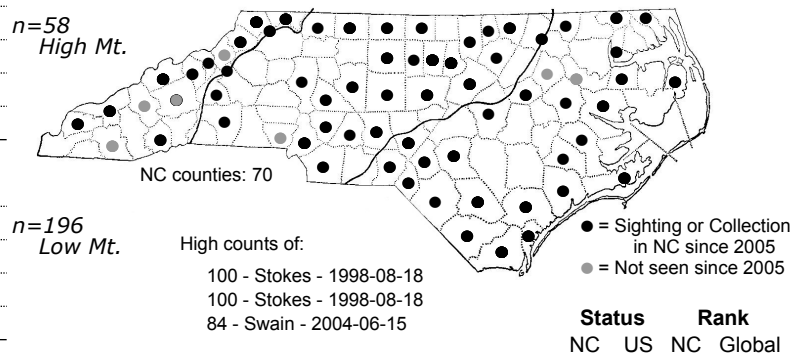 n=58
High Mt.
NC counties: 70
n=196
Low Mt.
High counts of:
100 - Stokes - 1998-08-18
100 - Stokes - 1998-08-18
84 - Swain - 2004-06-15
● = Sighting or Collection
in NC since 2005
● = Not seen since 2005
Status Rank
NC US NC Global